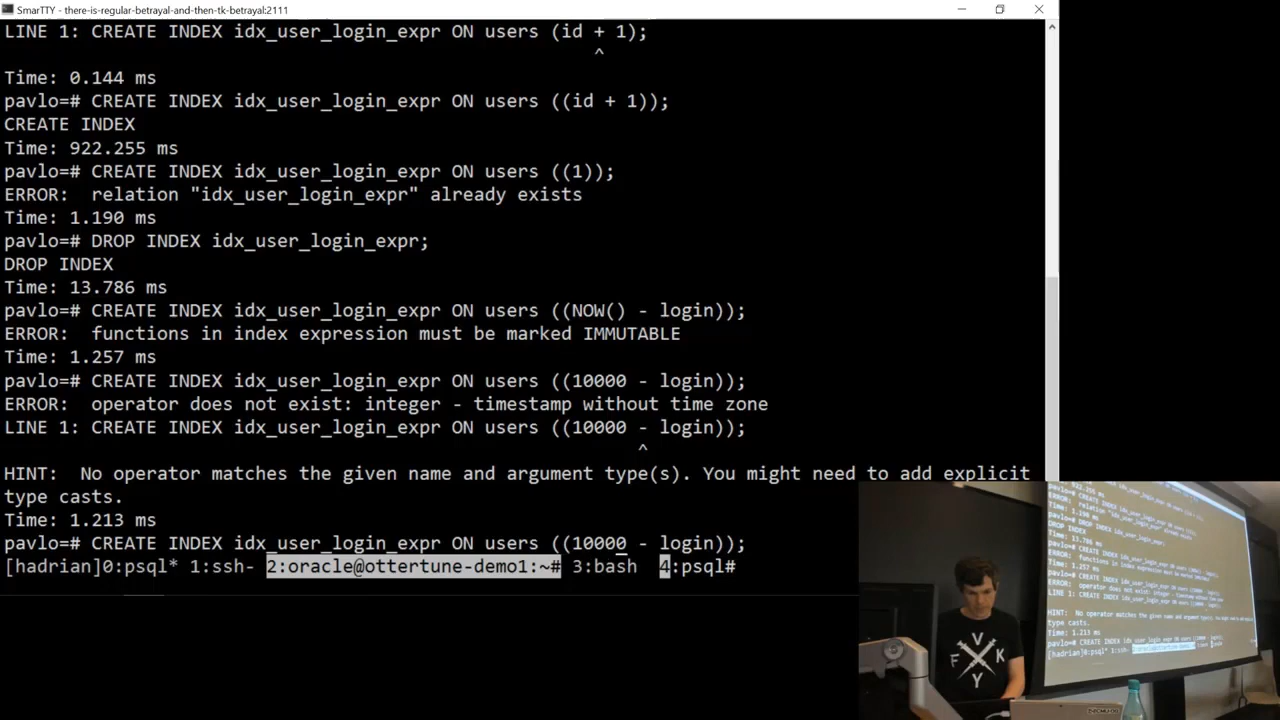 SmarTTY - there-is-regular-betrayal-and-then-tk-betrayal:2111
LINE 1: CREATE INDEX idx_user_login_expr ON users (id + 1);
^
Time: 0.144 ms
pavlo=# CREATE INDEX idx_user_login_expr ON users ((id + 1));
CREATE INDEX
Time: 922.255 ms
pavlo=# CREATE INDEX idx_user_login_expr ON users ((1));
ERROR:  relation "idx_user_login_expr" already exists
Time: 1.190 ms
pavlo=# DROP INDEX idx_user_login_expr;
DROP INDEX
Time: 13.786 ms
pavlo=# CREATE INDEX idx_user_login_expr ON users ((NOW() - login));
ERROR:  functions in index expression must be marked IMMUTABLE
Time: 1.257 ms
pavlo=# CREATE INDEX idx_user_login_expr ON users ((10000 - login));
ERROR:  operator does not exist: integer - timestamp without time zone
LINE 1: CREATE INDEX idx_user_login_expr ON users ((10000 - login));
^
HINT:  No operator matches the given name and argument type(s). You might need to add explicit
type casts.
Time: 1.213 ms
pavlo=# CREATE INDEX idx_user_login_expr ON users ((10000 - login));
[hadrian]0:psql* 1:ssh- 2:oracle@ottertune-demo1:~# 3:bash  4:psql#
V
F K
Y